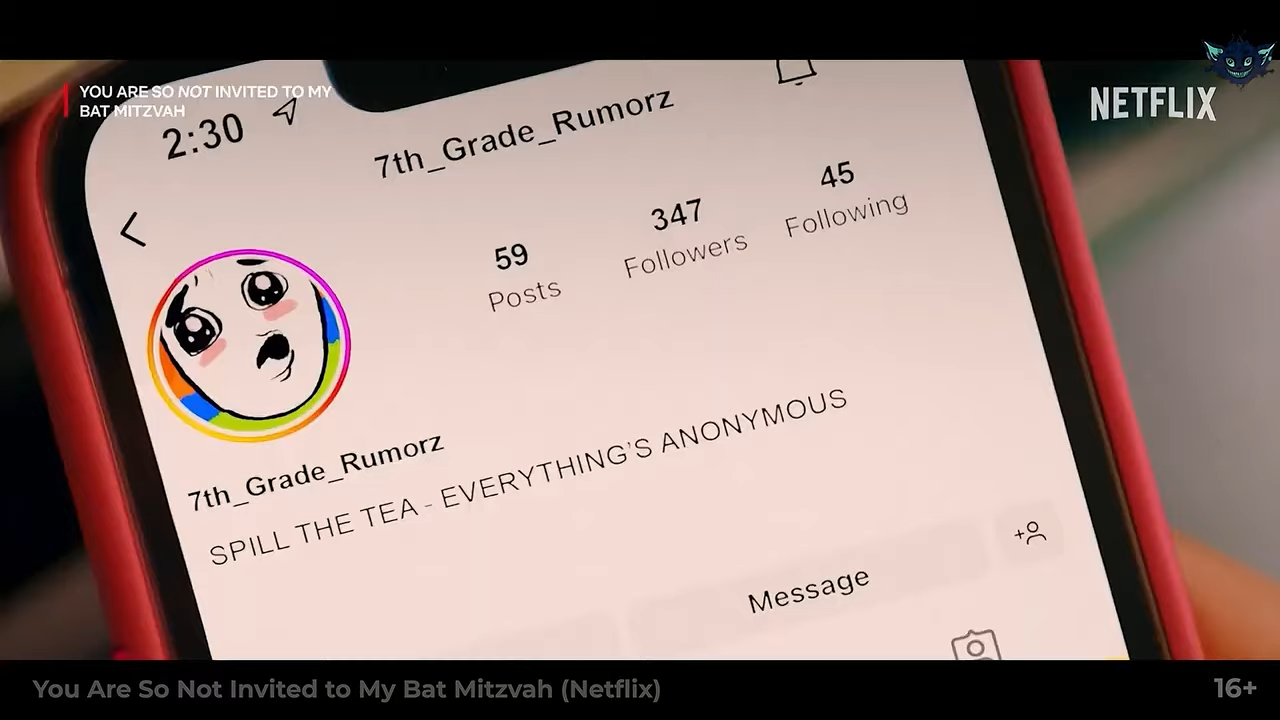 YOU ARE SO NOT INVITED TO MY
BAT MITZVAH
NETFLIX
2:30
7th_Grade_Rumorz
59
Posts
347
Followers
45
Following
7th_Grade_Rumorz
SPILL THE TEA - EVERYTHING'S ANONYMOUS
Message
You Are So Not Invited to My Bat Mitzvah (Netflix)
16+